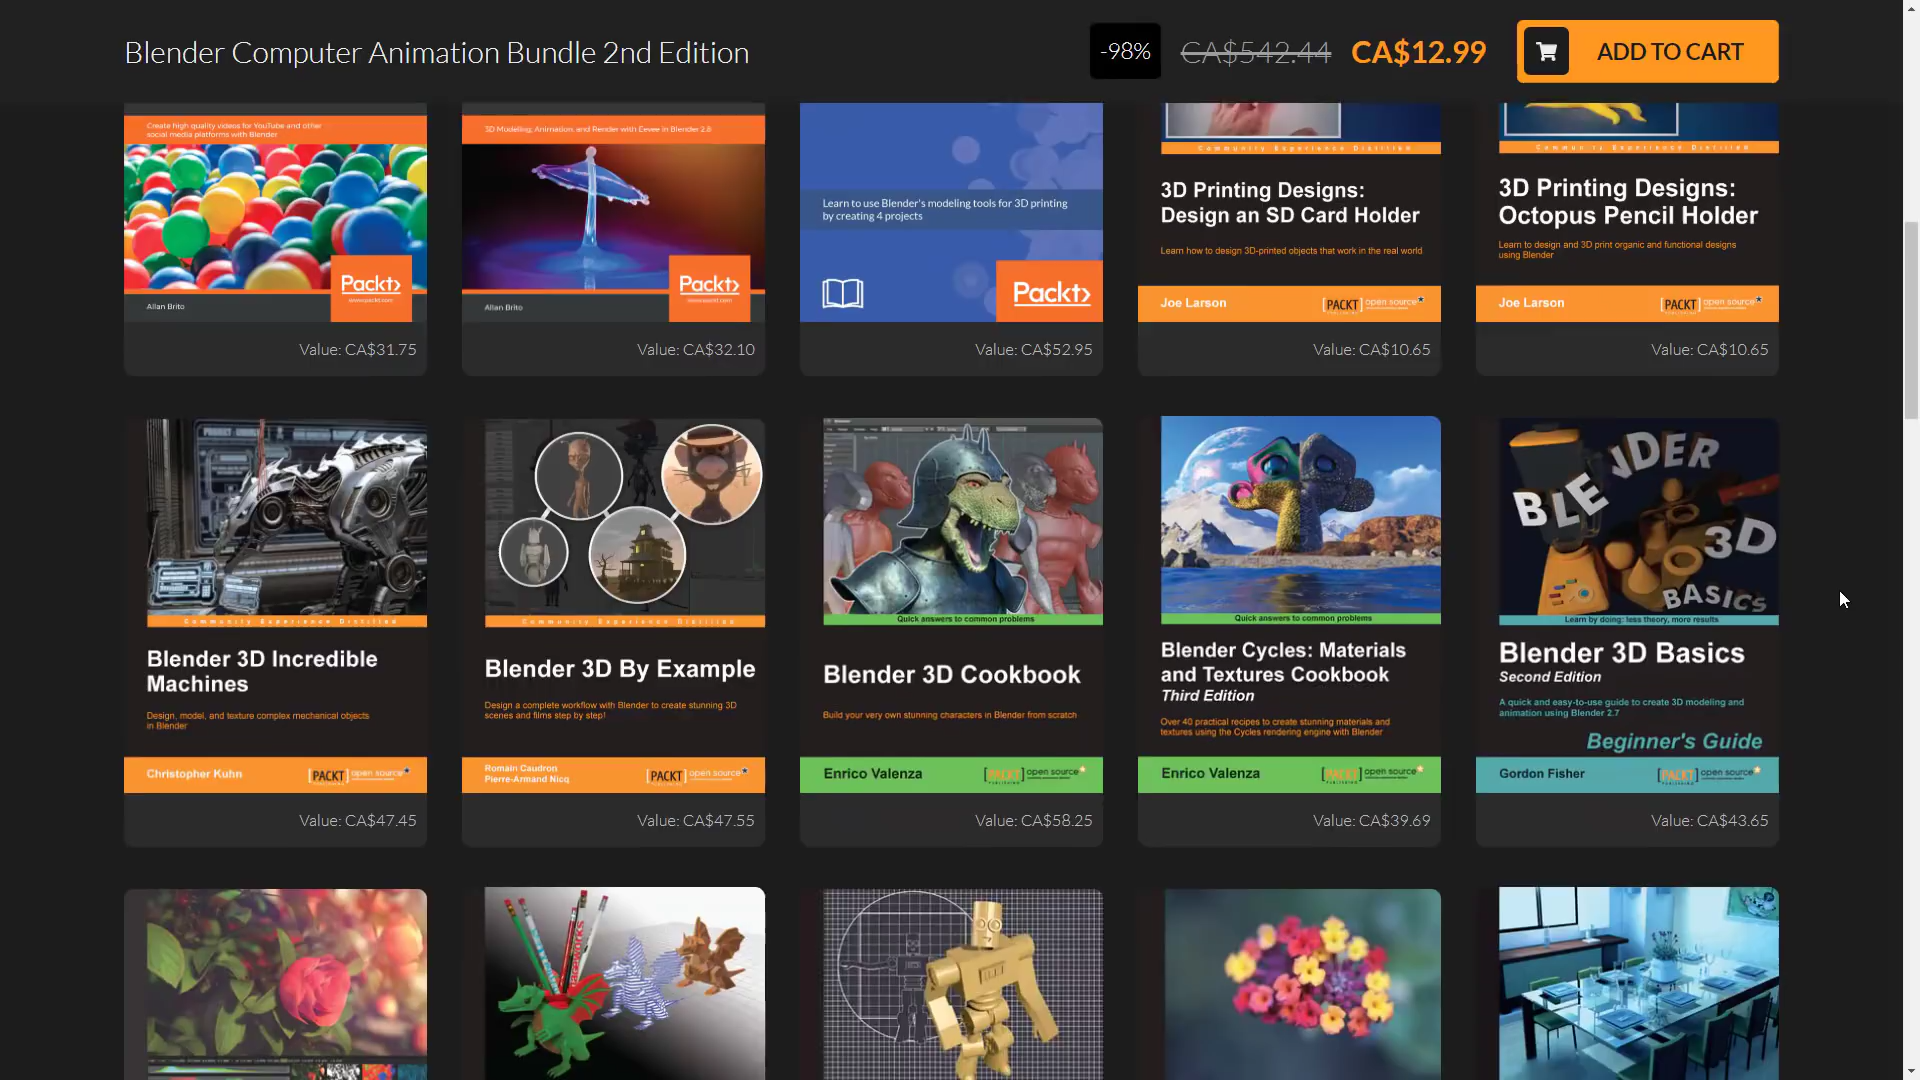 Blender Computer Animation Bundle 2nd Edition
-98%
CA$542.44
CA$12.99
ADD TO CART
Create high quality videos for YouTube and other
social media platforms with Blender
Packt>
Allan Brito
Value: CA$31.75
3D Modeling, Animation, and Render with Eevee in Blender 2.8
Packt>
Allan Brito
Value: CA$32.10
Learn to use Blender's modeling tools for 3D printing
by creating 4 projects
Packt>
Value: CA$52.95
Community Experience Distilled
3D Printing Designs:
Design an SD Card Holder
Learn how to design 3D-printed objects that work in the real world
Joe Larson
[PACKT] open source*
PUBLISHING
Value: CA$10.65
Community Experience Distilled
3D Printing Designs:
Octopus Pencil Holder
Learn to design and 3D print organic and functional designs
using Blender
Joe Larson
[PACKT] open source*
PUBLISHING
Value: CA$10.65
Community Experience Distilled
Blender 3D Incredible
Machines
Design, model, and texture complex mechanical objects
in Blender
Christopher Kuhn
[PACKT] open source*
PUBLISHING
Value: CA$47.45
Community Experience Distilled
Blender 3D By Example
Design a complete workflow with Blender to create stunning 3D
scenes and films step by step!
Romain Caudron
Pierre-Armand Nicq
[PACKT] open source*
PUBLISHING
Value: CA$47.55
Quick answers to common problems
Blender 3D Cookbook
Build your very own stunning characters in Blender from scratch
Enrico Valenza
[PACKT] open source*
PUBLISHING
Value: CA$58.25
Quick answers to common problems
Blender Cycles: Materials
and Textures Cookbook
Third Edition
Over 40 practical recipes to create stunning materials and
textures using the Cycles rendering engine with Blender
Enrico Valenza
[PACKT] open source*
PUBLISHING
Value: CA$39.69
BLENDER
3D
BASICS
Learn by doing: less theory, more results
Blender 3D Basics
Second Edition
A quick and easy-to-use guide to create 3D modeling and
animation using Blender 2.7
Beginner's Guide
Gordon Fisher
[PACKT] open source*
PUBLISHING
Value: CA$43.65